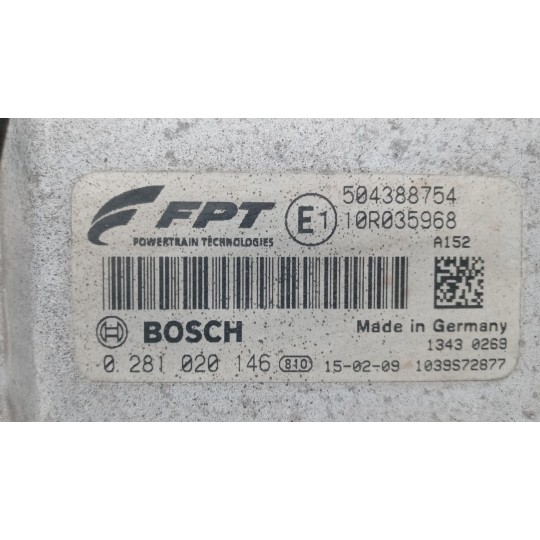 FPT
POWERTRAIN TECHNOLOGIES
E1
504388754
10R035968
A152
BOSCH
Made in Germany
1343 0269
0 281 020 146 810 15-02-09 1039S72877